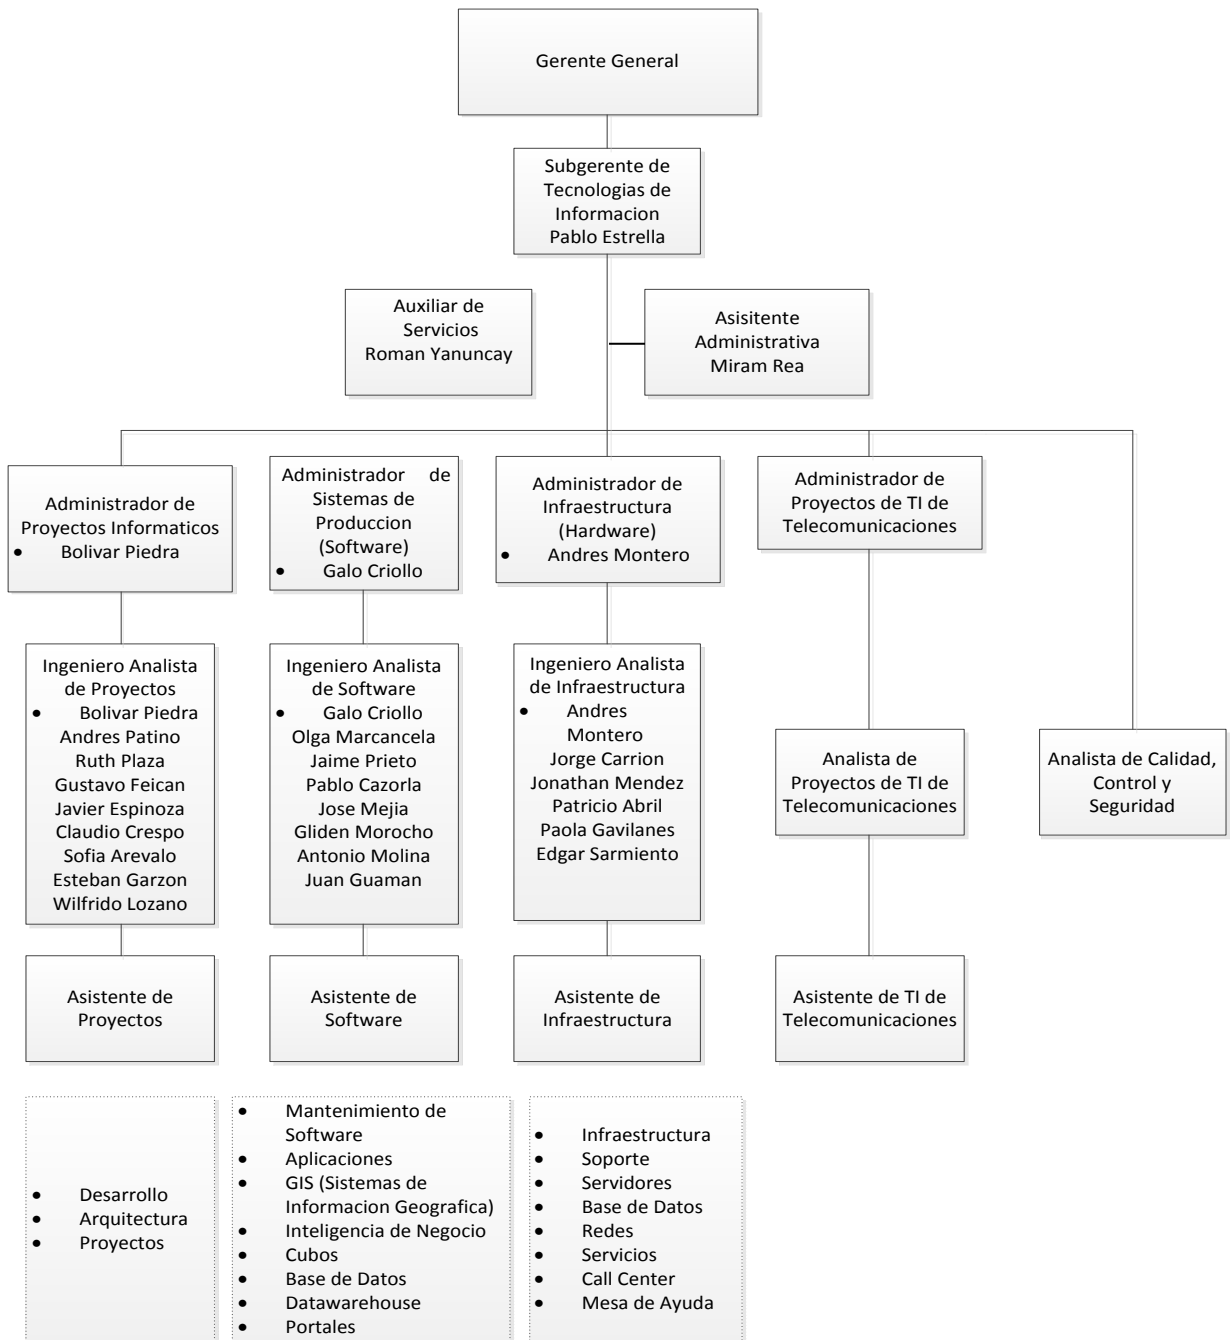 Gerente General
Subgerente de
Tecnologias de
Informacion
Pablo Estrella
Auxiliar de
Servicios
Roman Yanuncay
Asisitente
Administrativa
Miram Rea
Administrador de
Proyectos Informaticos
• Bolivar Piedra
Administrador de
Sistemas de
Produccion
(Software)
• Galo Criollo
Administrador de
Infraestructura
(Hardware)
• Andres Montero
Administrador de
Proyectos de TI de
Telecomunicaciones
Ingeniero Analista
de Proyectos
• Bolivar Piedra
Andres Patino
Ruth Plaza
Gustavo Feican
Javier Espinoza
Claudio Crespo
Sofia Arevalo
Esteban Garzon
Wilfrido Lozano
Ingeniero Analista
de Software
• Galo Criollo
Olga Marcancela
Jaime Prieto
Pablo Cazorla
Jose Mejia
Gliden Morocho
Antonio Molina
Juan Guaman
Ingeniero Analista
de Infraestructura
• Andres
Montero
Jorge Carrion
Jonathan Mendez
Patricio Abril
Paola Gavilanes
Edgar Sarmiento
Analista de
Proyectos de TI de
Telecomunicaciones
Analista de Calidad,
Control y
Seguridad
Asistente de
Proyectos
Asistente de
Software
Asistente de
Infraestructura
Asistente de TI de
Telecomunicaciones
• Desarrollo
• Arquitectura
• Proyectos
• Mantenimiento de
Software
• Aplicaciones
• GIS (Sistemas de
Informacion Geografica)
• Inteligencia de Negocio
• Cubos
• Base de Datos
• Datawarehouse
• Portales
• Infraestructura
• Soporte
• Servidores
• Base de Datos
• Redes
• Servicios
• Call Center
• Mesa de Ayuda